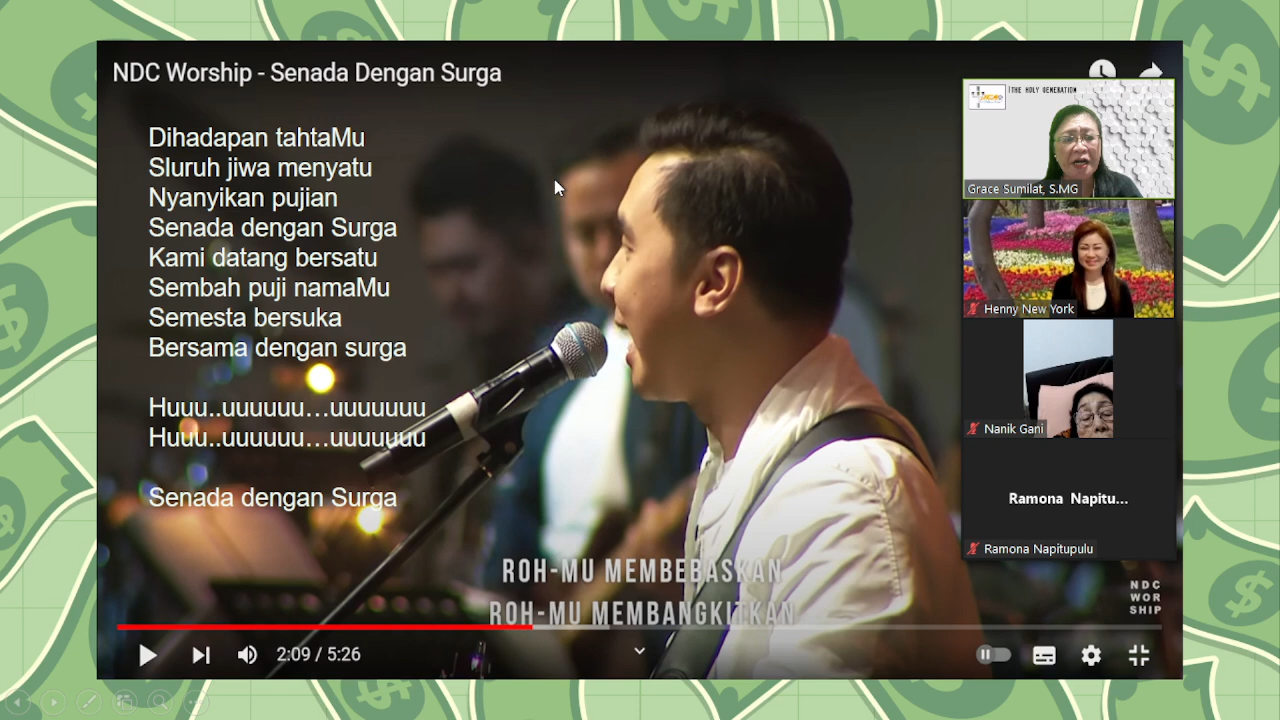 NDC Worship - Senada Dengan Surga
Dihadapan tahtaMu
Sluruh jiwa menyatu
Nyanyikan pujian
Senada dengan Surga
Kami datang bersatu
Sembah puji namaMu
Semesta bersuka
Bersama dengan surga
Huuu..uuuuuu…uuuuuuu
Huuu..uuuuuu…uuuuuuu
Senada dengan Surga
ROH-MU MEMBEBASKAN
ROH-MU MEMBANGKITKAN
2:09 / 5:26
THE HOLY GENERATION
Grace Sumilat, S.MG
Henny New York
Nanik Gani
Ramona Napitu...
Ramona Napitupulu
NDC
WOR
SHIP